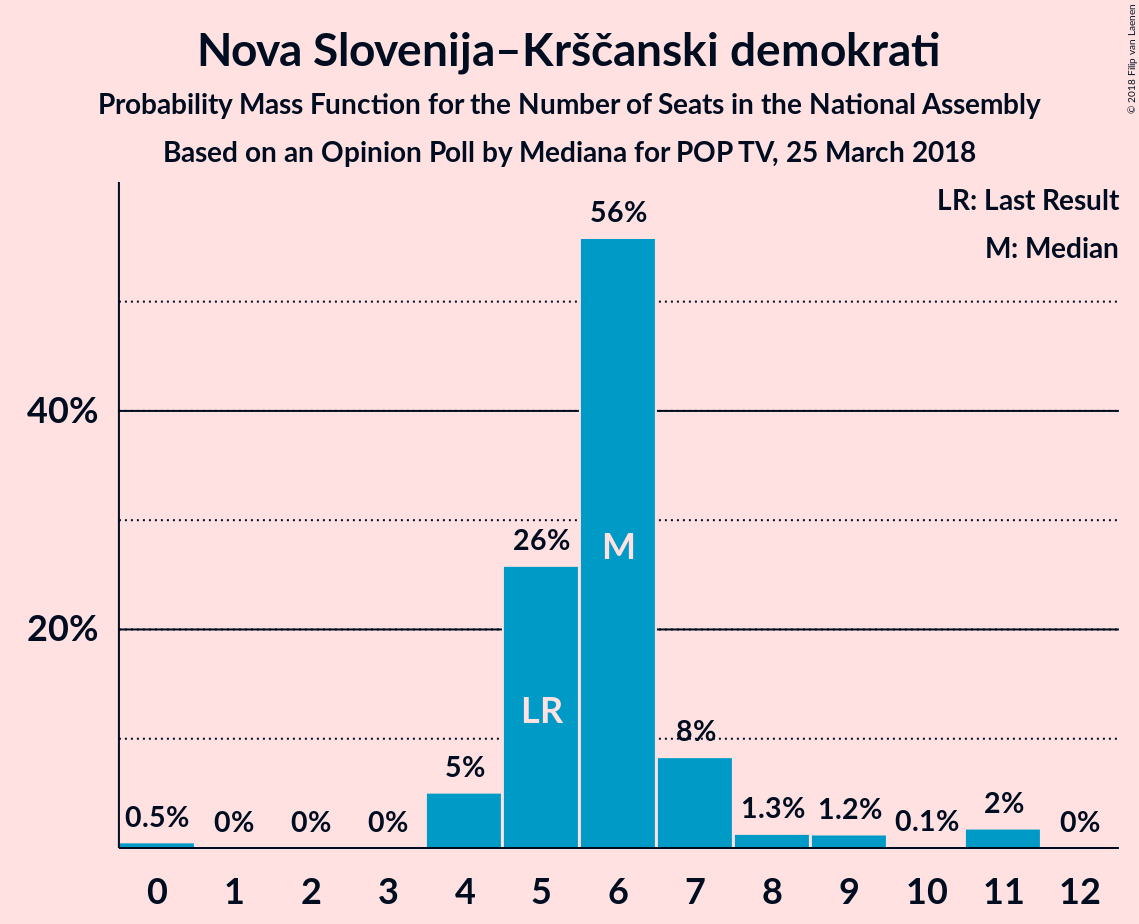 Nova Slovenija–Krščanski demokrati
Probability Mass Function for the Number of Seats in the National Assembly
Based on an Opinion Poll by Mediana for POP TV, 25 March 2018
© 2018 Filip van Laenen
LR: Last Result
M: Median
40%
20%
0.5%
0%
0%
0%
5%
26%
56%
8%
1.3%
1.2%
0.1%
2%
0%
LR
M
0 1 2 3 4 5 6 7 8 9 10 11 12